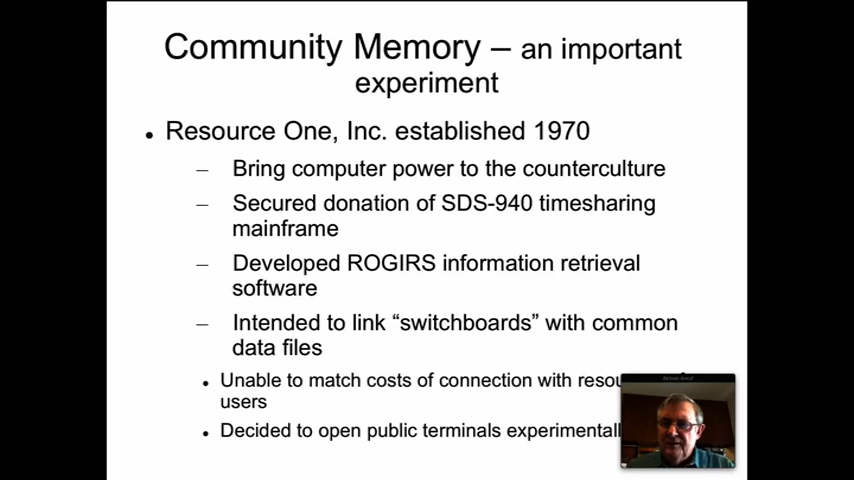 Community Memory – an important
experiment
• Resource One, Inc. established 1970
– Bring computer power to the counterculture
– Secured donation of SDS-940 timesharing
mainframe
– Developed ROGIRS information retrieval
software
– Intended to link “switchboards” with common
data files
• Unable to match costs of connection with
users
• Decided to open public terminals